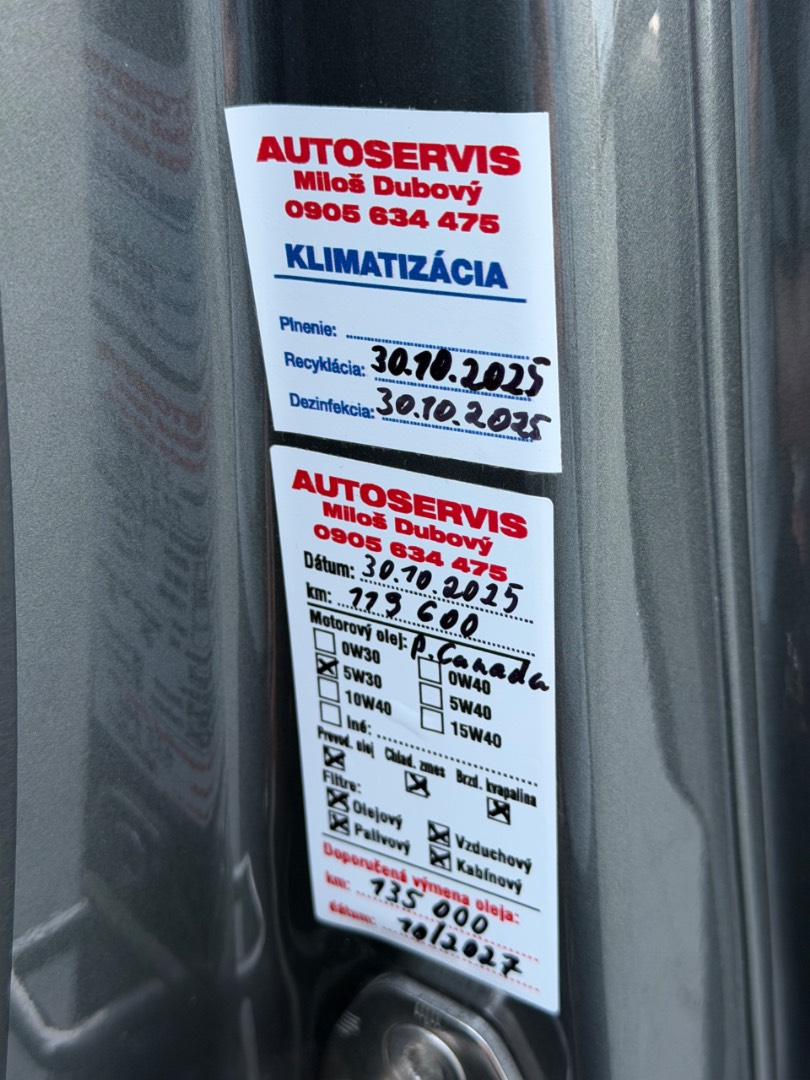 AUTOSERVIS
Miloš Dubový
0905 634 475
KLIMATIZÁCIA
Plnenie:
Recyklácia: 30.10.2025
Dezinfekcia: 30.10.2025
AUTOSERVIS
Miloš Dubový
0905 634 475
Dátum: 30.10.2025
km: 119 600
Motorový olej: P. Canada
0W30 0W40
5W30 5W40
10W40 15W40
Iné:
Prevod. olej Chlad. zmes Brzd. kvapalina
Filtre:
Olejový Vzduchový
Palivový Kabínový
Doporučená výmena oleja:
km: 135 000
dátum: 10/2027